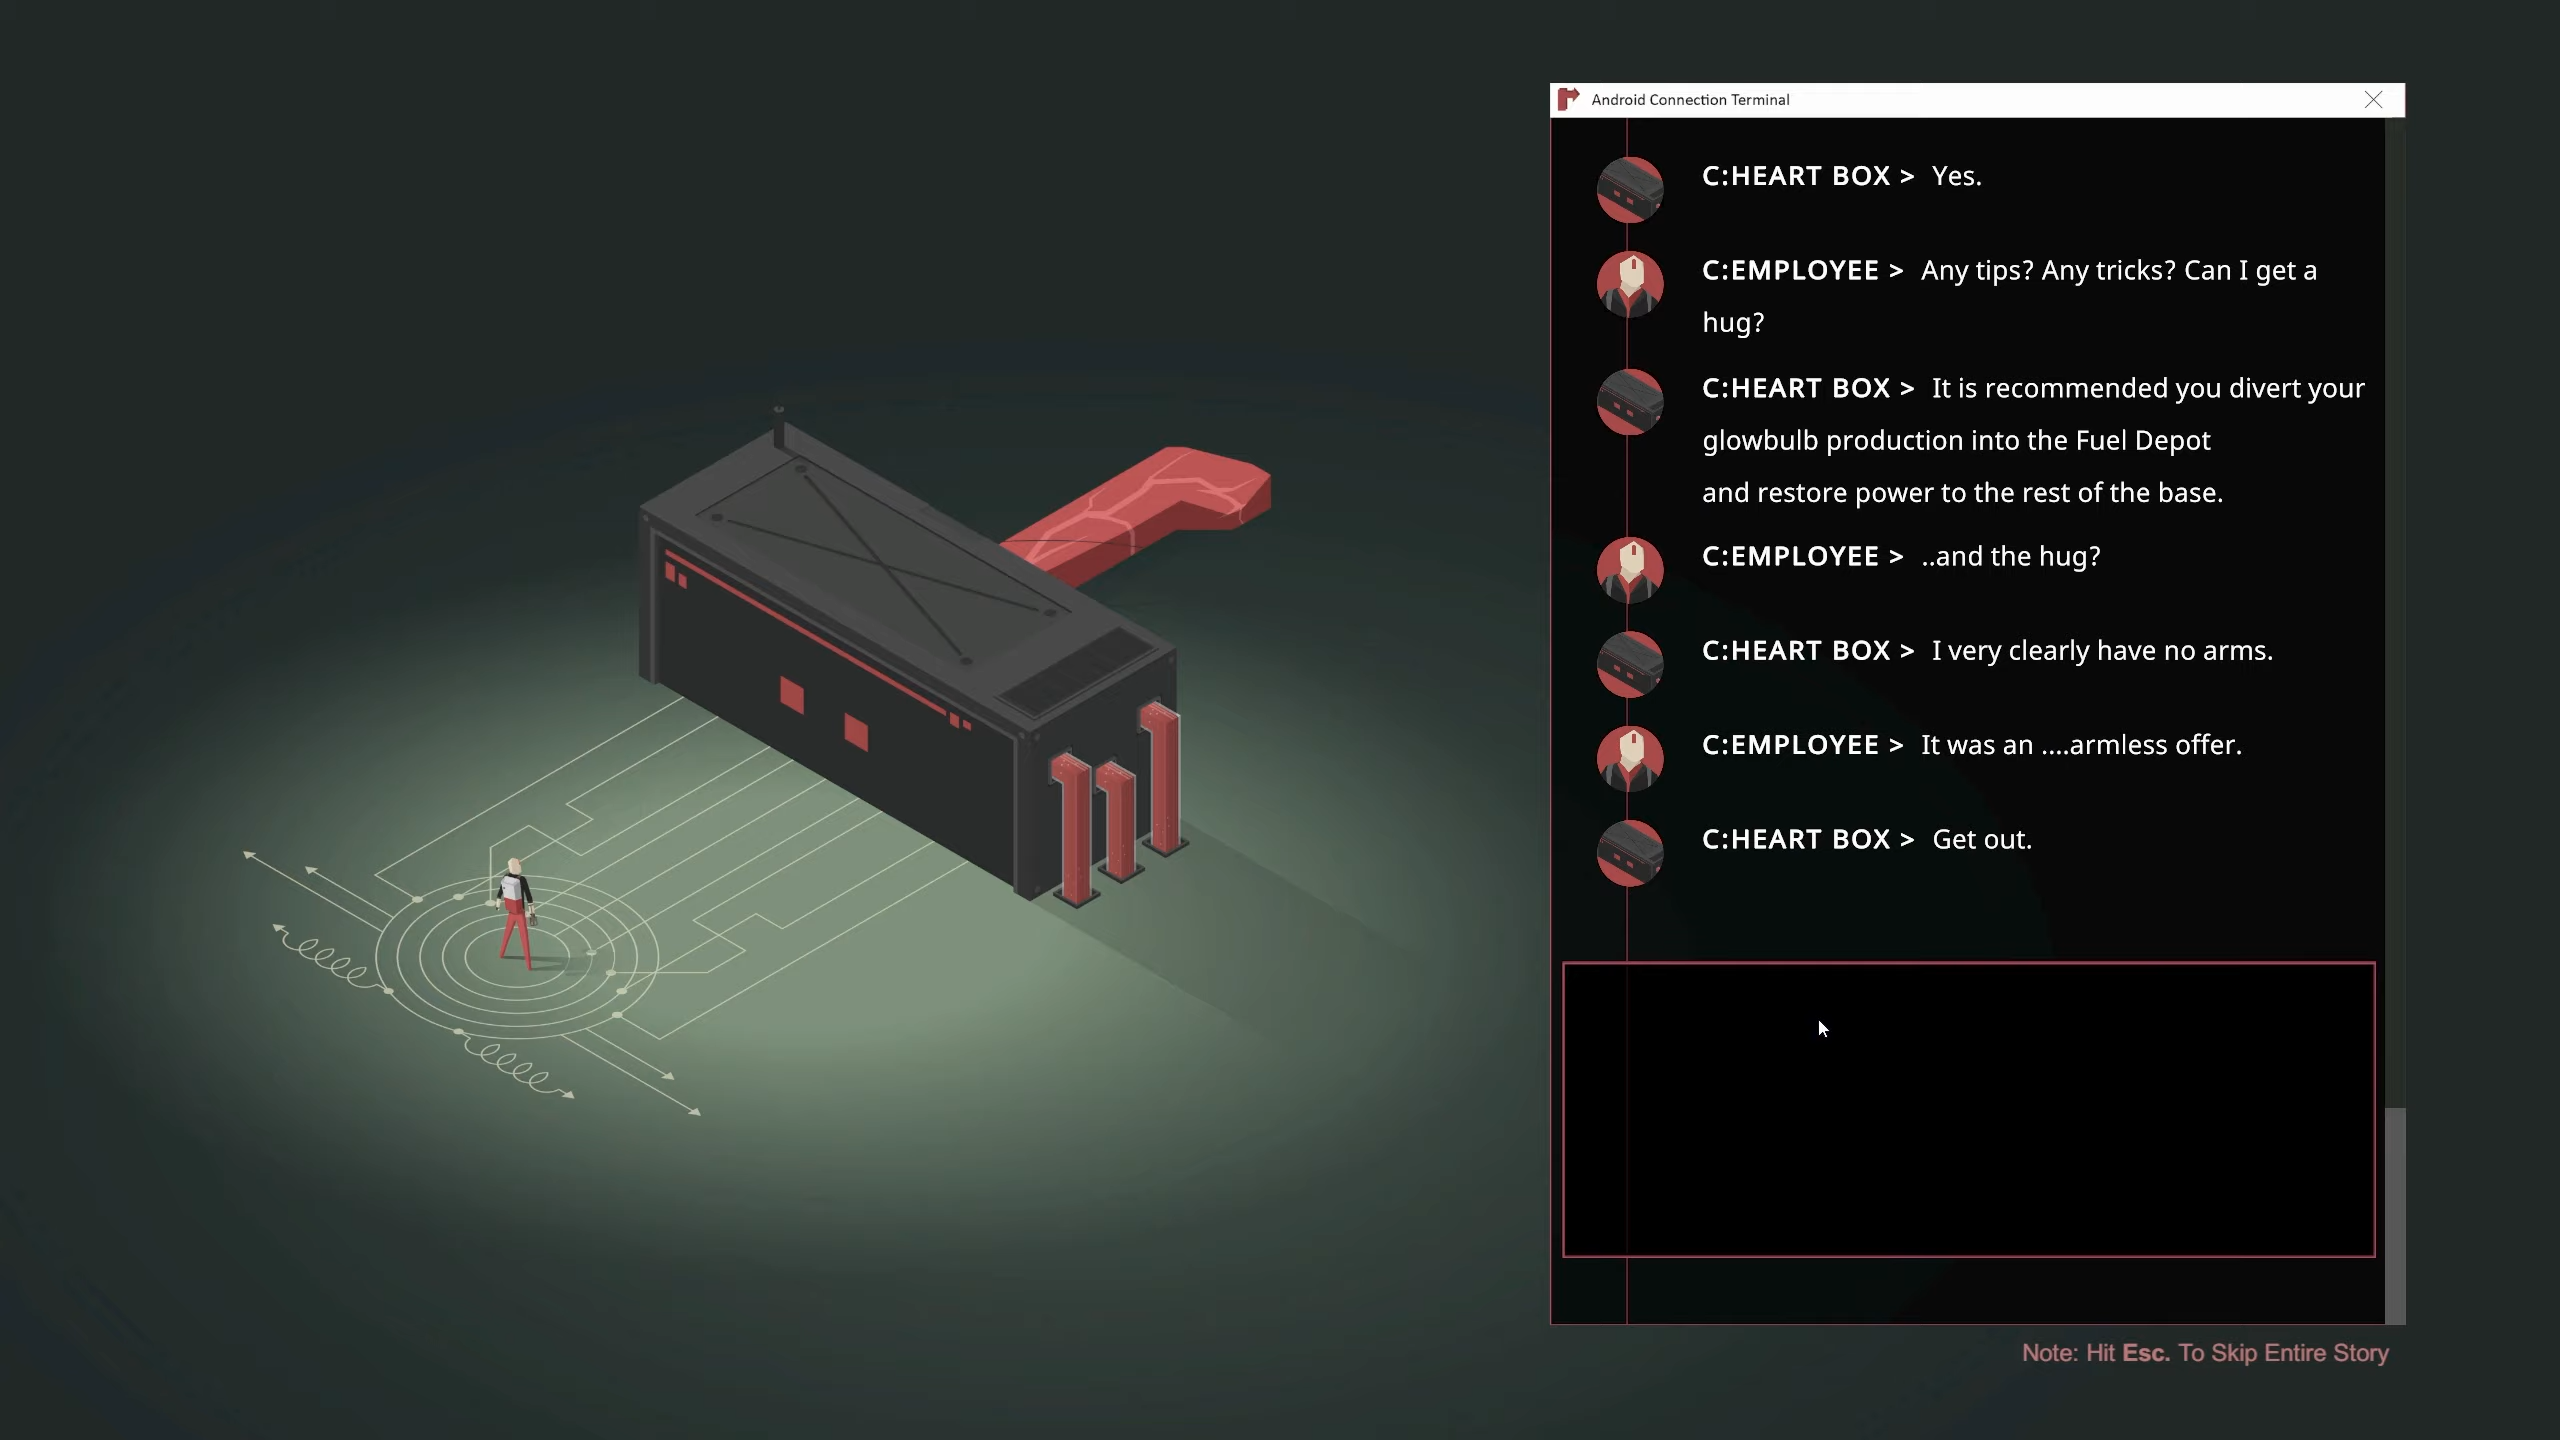 Android Connection Terminal
C:HEART BOX > Yes.
C:EMPLOYEE > Any tips? Any tricks? Can I get a
hug?
C:HEART BOX > It is recommended you divert your
glowbulb production into the Fuel Depot
and restore power to the rest of the base.
C:EMPLOYEE > ..and the hug?
C:HEART BOX > I very clearly have no arms.
C:EMPLOYEE > It was an ....armless offer.
C:HEART BOX > Get out.
Note: Hit Esc. To Skip Entire Story